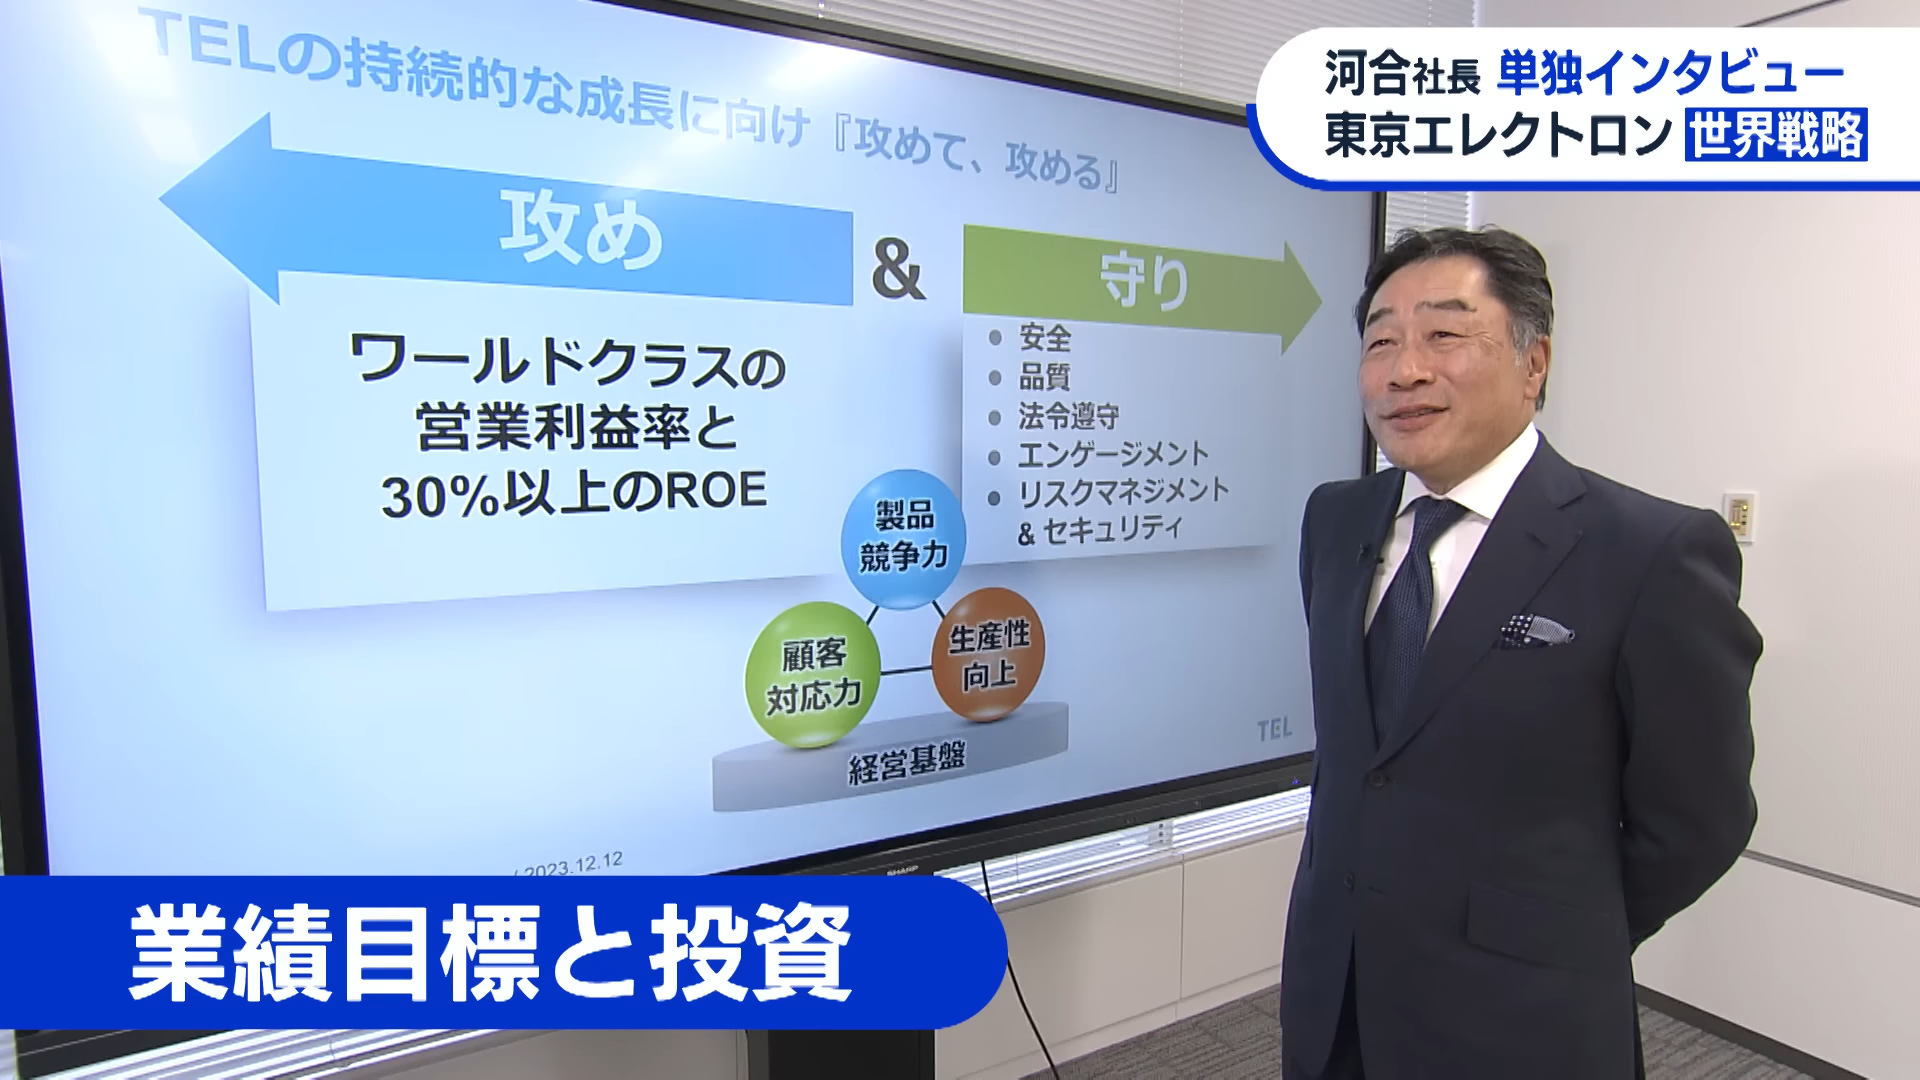 河合社長 単独インタビュー
東京エレクトロン 世界戦略
TELの持続的な成長に向け『攻めて、攻める』
攻め
&
守り
ワールドクラスの
営業利益率と
30%以上のROE
● 安全
● 品質
● 法令遵守
● エンゲージメント
● リスクマネジメント
& セキュリティ
製品
競争力
顧客
対応力
生産性
向上
経営基盤
TEL
/ 2023.12.12
SHARP
業績目標と投資